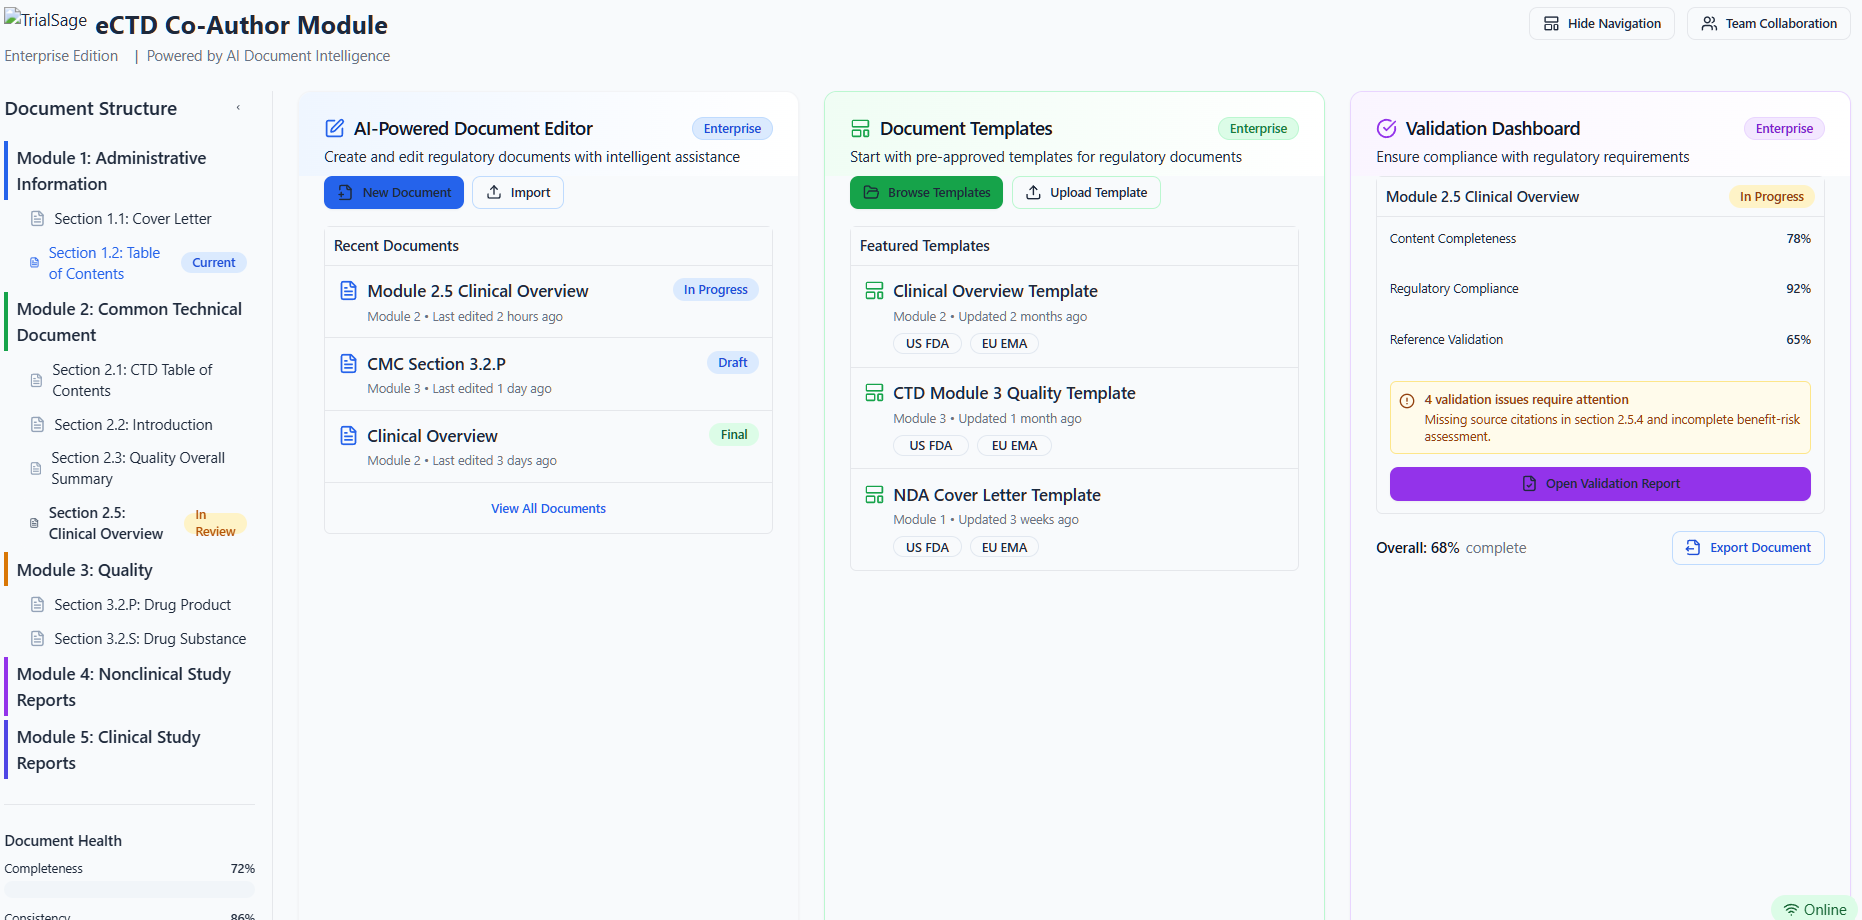 TrialSage
eCTD Co-Author Module
Enterprise Edition | Powered by AI Document Intelligence
Hide Navigation
Team Collaboration
Document Structure
Module 1: Administrative
Information
Section 1.1: Cover Letter
Section 1.2: Table
of Contents
Current
Module 2: Common Technical
Document
Section 2.1: CTD Table of
Contents
Section 2.2: Introduction
Section 2.3: Quality Overall
Summary
Section 2.5:
Clinical Overview
In
Review
Module 3: Quality
Section 3.2.P: Drug Product
Section 3.2.S: Drug Substance
Module 4: Nonclinical Study
Reports
Module 5: Clinical Study
Reports
Document Health
Completeness 72%
Consistency 86%
AI-Powered Document Editor
Enterprise
Create and edit regulatory documents with intelligent assistance
New Document
Import
Recent Documents
Module 2.5 Clinical Overview
In Progress
Module 2 • Last edited 2 hours ago
CMC Section 3.2.P
Draft
Module 3 • Last edited 1 day ago
Clinical Overview
Final
Module 2 • Last edited 3 days ago
View All Documents
Document Templates
Enterprise
Start with pre-approved templates for regulatory documents
Browse Templates
Upload Template
Featured Templates
Clinical Overview Template
Module 2 • Updated 2 months ago
US FDA EU EMA
CTD Module 3 Quality Template
Module 3 • Updated 1 month ago
US FDA EU EMA
NDA Cover Letter Template
Module 1 • Updated 3 weeks ago
US FDA EU EMA
Validation Dashboard
Enterprise
Ensure compliance with regulatory requirements
Module 2.5 Clinical Overview
In Progress
Content Completeness 78%
Regulatory Compliance 92%
Reference Validation 65%
4 validation issues require attention
Missing source citations in section 2.5.4 and incomplete benefit-risk
assessment.
Open Validation Report
Overall: 68% complete
Export Document
Online